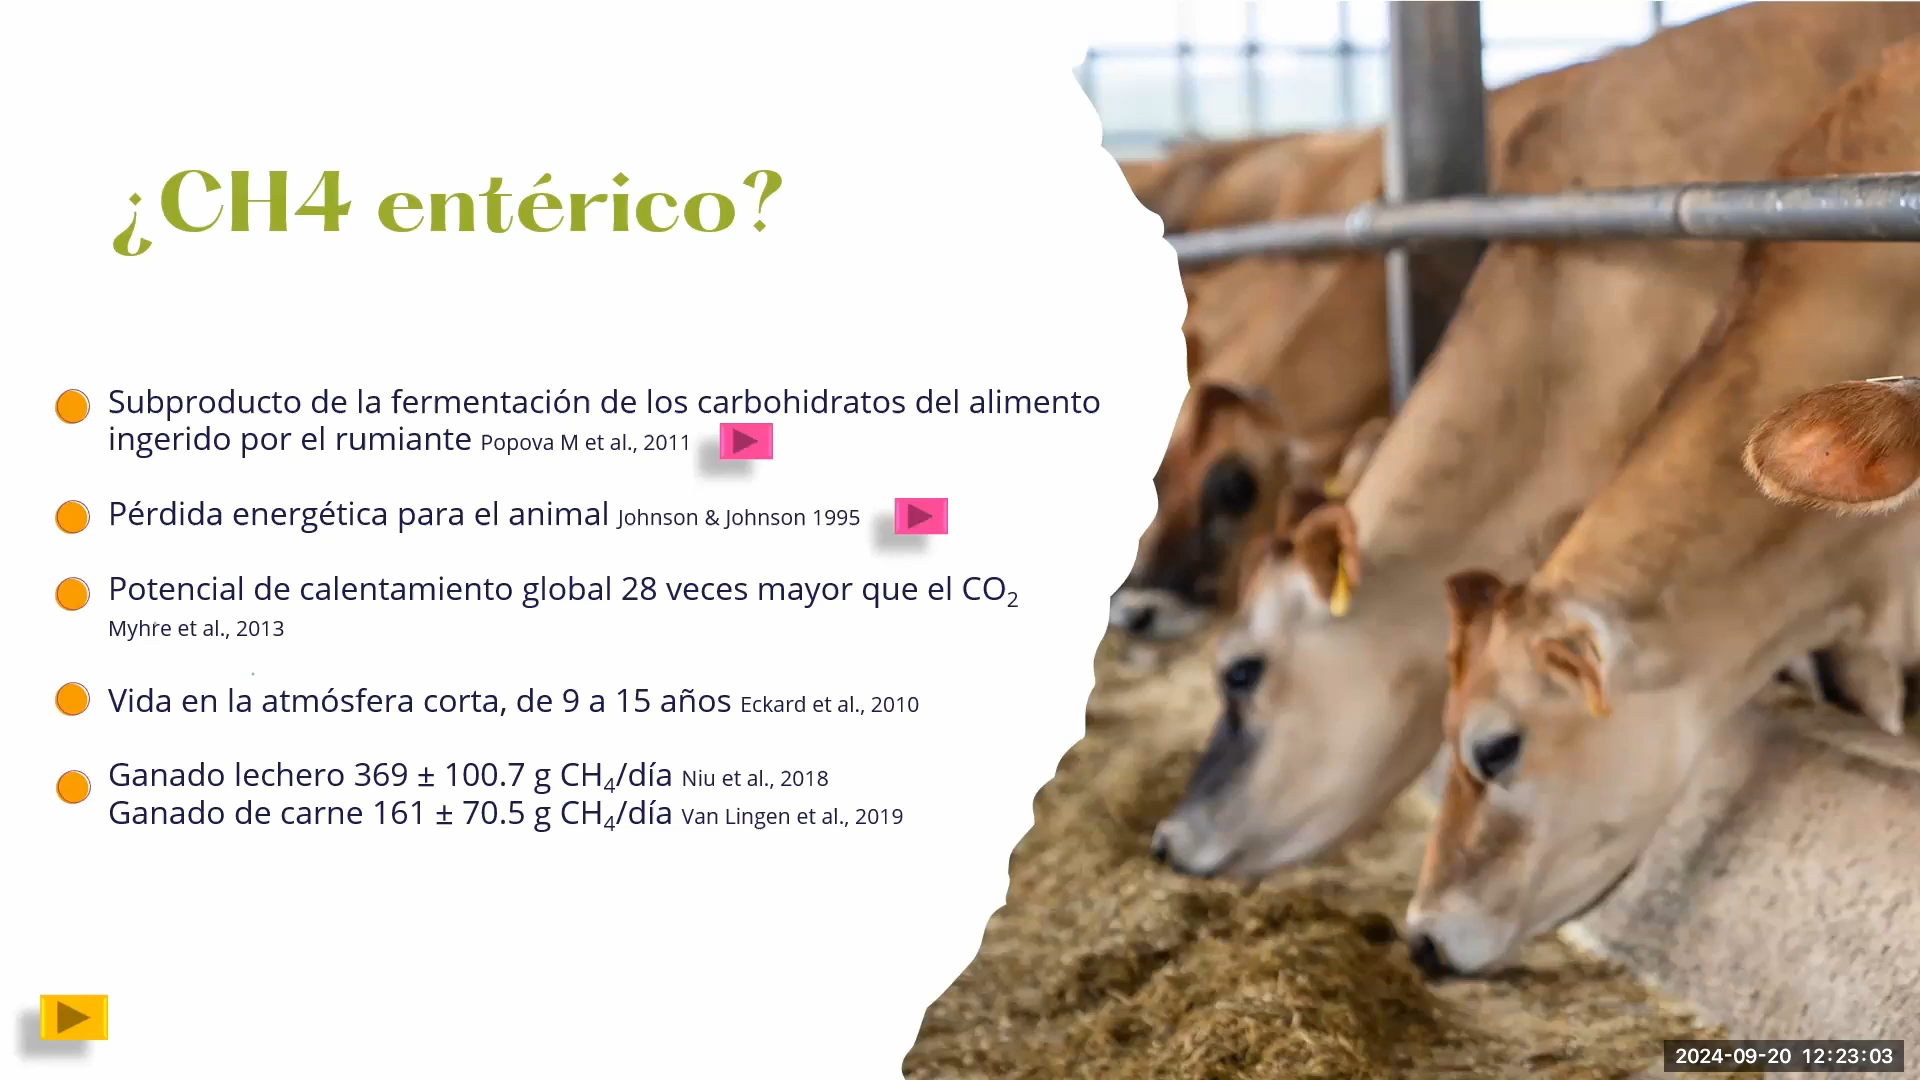 ¿CH4 entérico?
Subproducto de la fermentación de los carbohidratos del alimento
ingerido por el rumiante Popova M et al., 2011
Pérdida energética para el animal Johnson & Johnson 1995
Potencial de calentamiento global 28 veces mayor que el CO₂
Myhre et al., 2013
Vida en la atmósfera corta, de 9 a 15 años Eckard et al., 2010
Ganado lechero 369 ± 100.7 g CH₄/día Niu et al., 2018
Ganado de carne 161 ± 70.5 g CH₄/día Van Lingen et al., 2019
2024-09-20 12:23:03